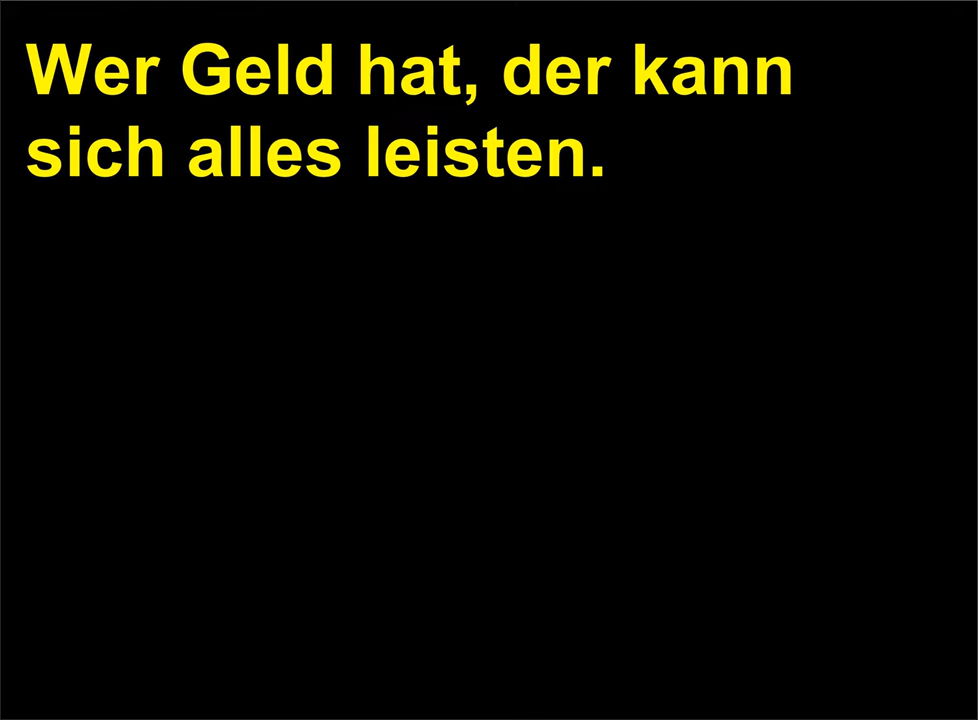 Wer Geld hat, der kann
sich alles leisten.